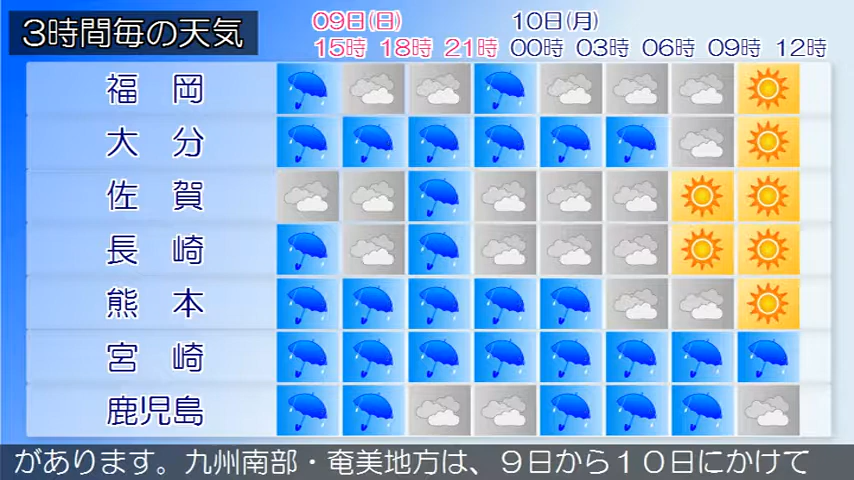 3時間毎の天気
09日(日) 10日(月)
15時 18時 21時 00時 03時 06時 09時 12時
福岡
大分
佐賀
長崎
熊本
宮崎
鹿児島
があります。九州南部・奄美地方は、９日から１０日にかけて